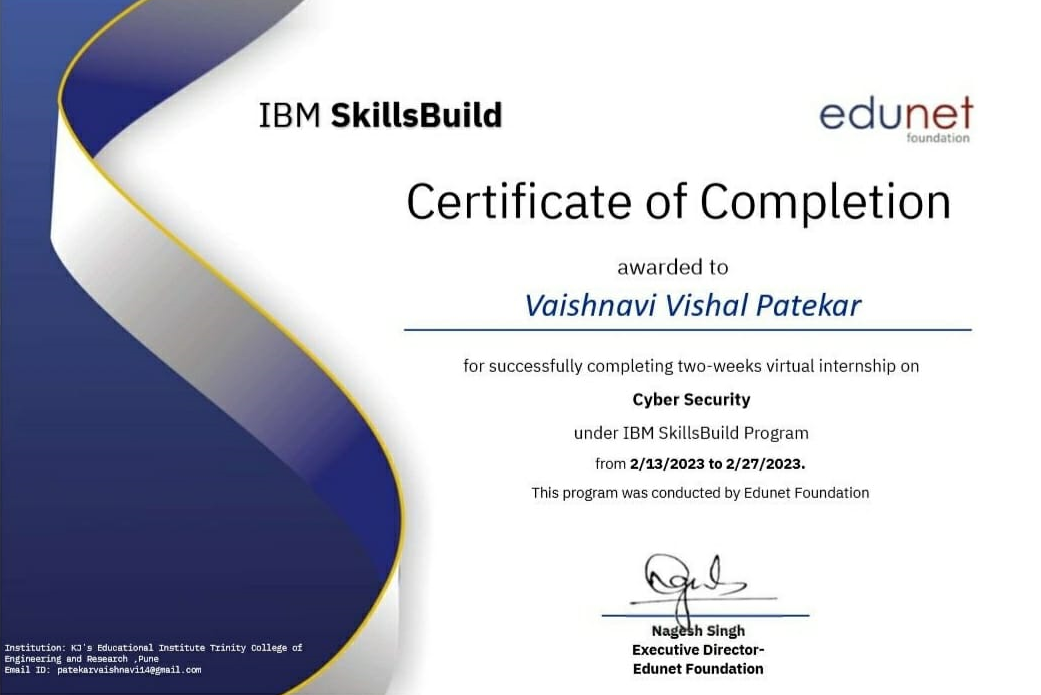 IBM SkillsBuild
edunet
foundation
Certificate of Completion
awarded to
Vaishnavi Vishal Patekar
for successfully completing two-weeks virtual internship on
Cyber Security
under IBM SkillsBuild Program
from 2/13/2023 to 2/27/2023.
This program was conducted by Edunet Foundation
Nagesh Singh
Executive Director-
Edunet Foundation
Institution: KJ's Educational Institute Trinity College of
Engineering and Research ,Pune
Email ID: patekarvaishnavi14@gmail.com